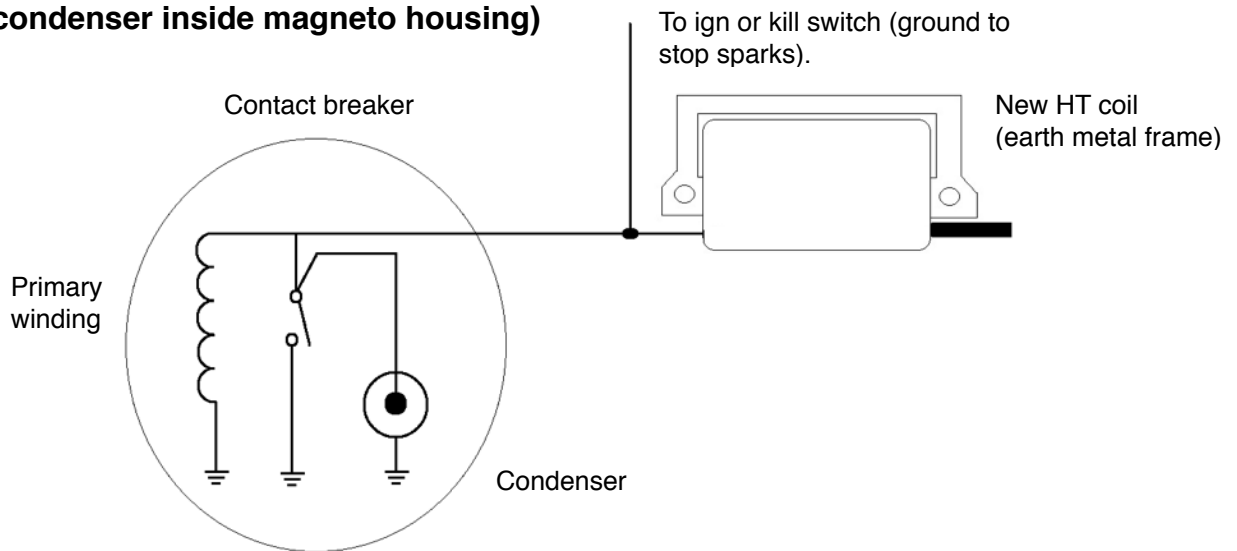 condenser inside magneto housing)
To ign or kill switch (ground to
stop sparks).
Contact breaker
New HT coil
(earth metal frame)
Primary
winding
Condenser